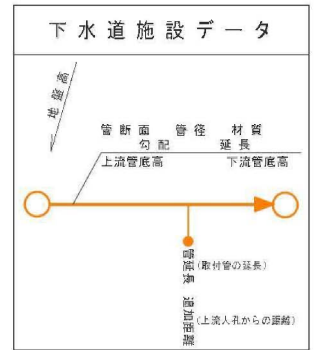 下水道施設データ
地盤高
管断面 管径 材質
勾配 延長
上流管底高 下流管底高
管延長 (取付管の延長)
追加距離 (上流人孔からの距離)